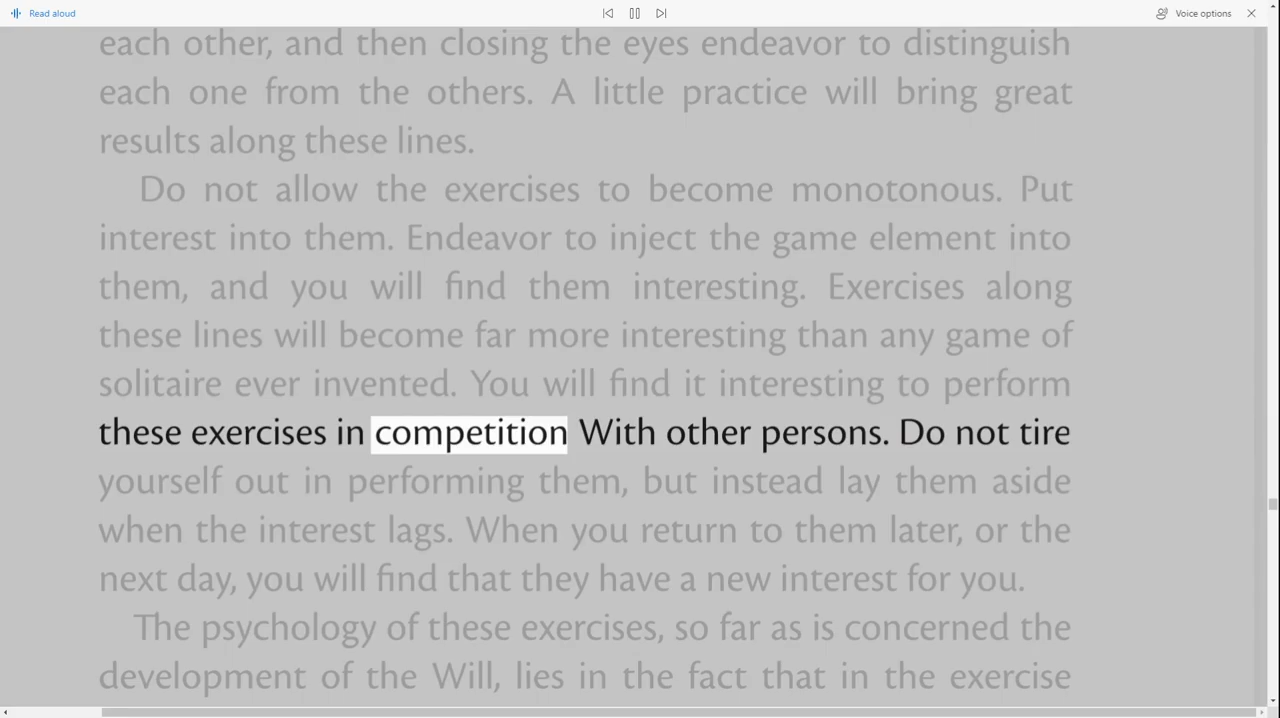 Read aloud
Voice options
each other, and then closing the eyes endeavor to distinguish
each one from the others. A little practice will bring great
results along these lines.
Do not allow the exercises to become monotonous. Put
interest into them. Endeavor to inject the game element into
them, and you will find them interesting. Exercises along
these lines will become far more interesting than any game of
solitaire ever invented. You will find it interesting to perform
these exercises in competition With other persons. Do not tire
yourself out in performing them, but instead lay them aside
when the interest lags. When you return to them later, or the
next day, you will find that they have a new interest for you.
The psychology of these exercises, so far as is concerned the
development of the Will, lies in the fact that in the exercise